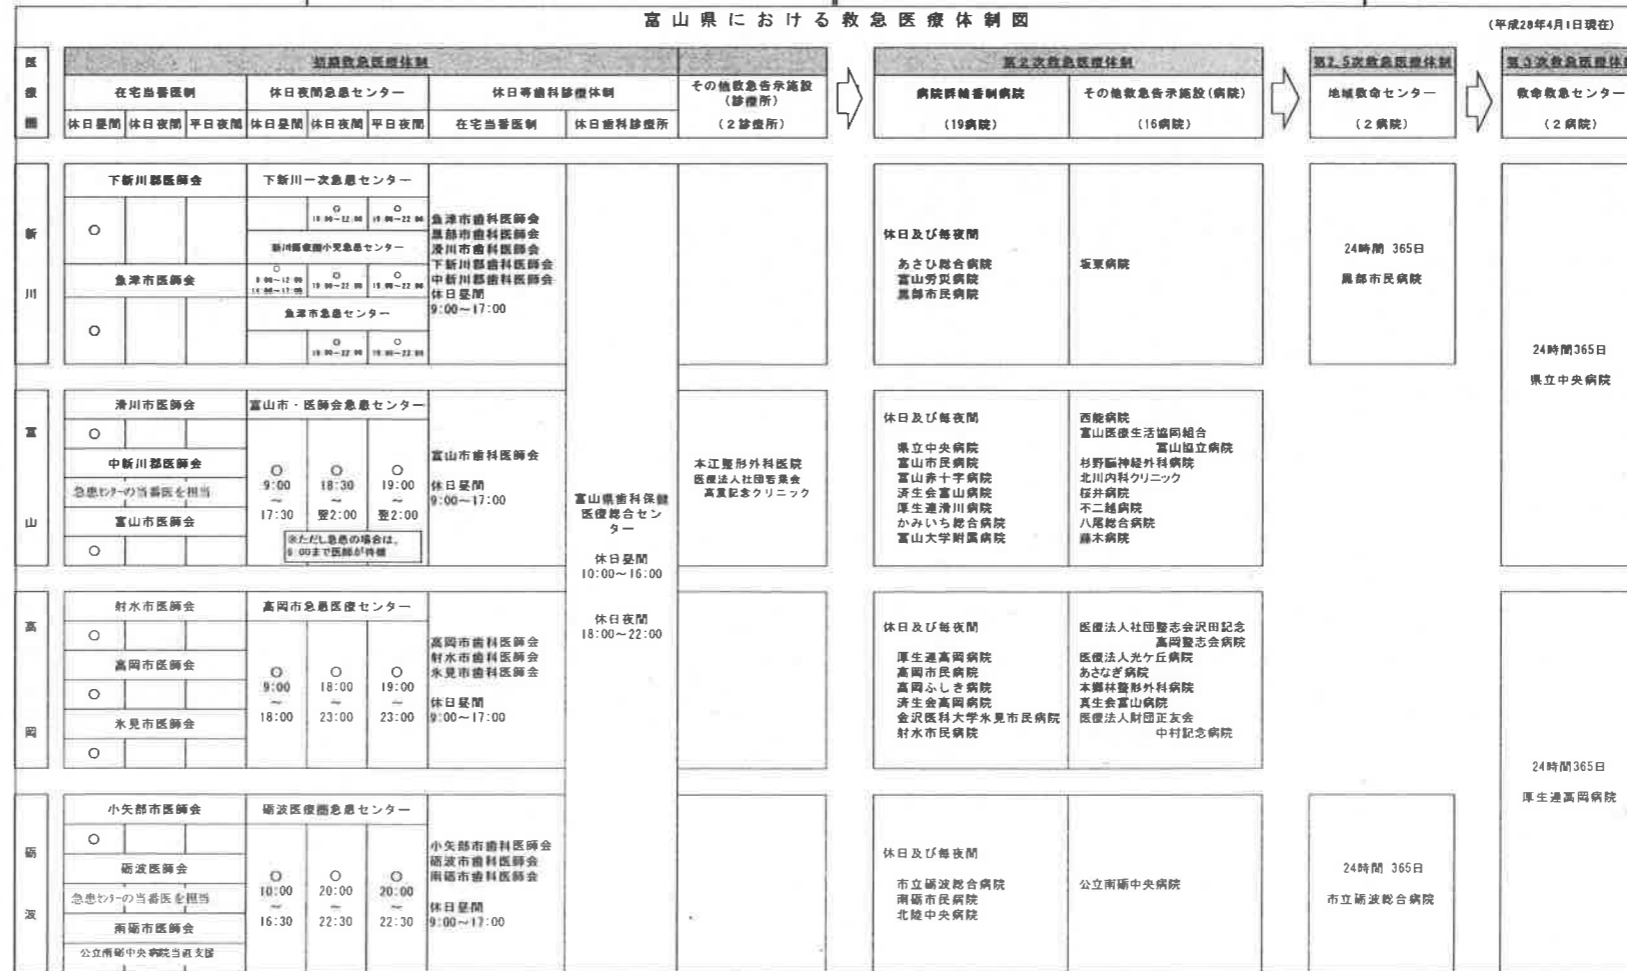 富山県における救急医療体制図
(平成28年4月1日現在)
医療圏
初期救急医療体制
在宅当番医制
休日夜間急患センター
休日等歯科診療体制
その他救急告示施設
(診療所)
(2診療所)
休日昼間 休日夜間 平日夜間 休日昼間 休日夜間 平日夜間 在宅当番医制 休日歯科診療所
第2次救急医療体制
病院群輪番制病院
(19病院)
その他救急告示施設(病院)
(16病院)
第2.5次救急医療体制
地域救命センター
(2病院)
第3次救急医療体制
救命救急センター
(2病院)
新川
下新川郡医師会
○
魚津市医師会
○
下新川一次急患センター
○ ○
19:00~22:00
新川医療圏小児急患センター
○ ○ ○
9:00~12:00
14:00~17:00
19:00~22:00 19:00~22:00
魚津市急患センター
○ ○
19:00~22:00 19:00~22:00
魚津市歯科医師会
黒部市歯科医師会
滑川市歯科医師会
下新川郡歯科医師会
中新川郡歯科医師会
休日昼間
9:00~17:00
休日及び毎夜間
あさひ総合病院
富山労災病院
黒部市民病院
坂東病院
24時間 365日
黒部市民病院
24時間365日
県立中央病院
富山
滑川市医師会
○
中新川郡医師会
急患センターの当番医を担当
富山市医師会
○
富山市・医師会急患センター
○ ○ ○
9:00 18:30 19:00
~ ~ ~
17:30 翌2:00 翌2:00
※ただし急患の場合は、
6:00まで医師が待機
富山市歯科医師会
休日昼間
9:00~17:00
富山県歯科保健
医療総合セン
ター
休日昼間
10:00~16:00
休日夜間
18:00~22:00
本江整形外科医院
医療法人社団若葉会
高重記念クリニック
休日及び毎夜間
県立中央病院
富山市民病院
富山赤十字病院
済生会富山病院
厚生連滑川病院
かみいち総合病院
富山大学附属病院
西能病院
富山医療生活協同組合
富山協立病院
杉野脳神経外科病院
北川内科クリニック
桜井病院
不二越病院
八尾総合病院
藤木病院
高岡
射水市医師会
○
高岡市医師会
○
氷見市医師会
○
高岡市急患医療センター
○ ○ ○
9:00 18:00 19:00
~ ~ ~
18:00 23:00 23:00
高岡市歯科医師会
射水市歯科医師会
氷見市歯科医師会
休日昼間
9:00~17:00
休日及び毎夜間
厚生連高岡病院
高岡市民病院
高岡ふしき病院
済生会高岡病院
金沢医科大学氷見市民病院
射水市民病院
医療法人社団整志会沢田記念
高岡整志会病院
医療法人光ケ丘病院
あさなぎ病院
本郷林整形外科病院
真生会富山病院
医療法人財団正友会
中村記念病院
24時間365日
厚生連高岡病院
砺波
小矢部市医師会
○
砺波医師会
急患センターの当番医を担当
南砺市医師会
公立南砺中央病院当直支援
砺波医療圏急患センター
○ ○ ○
10:00 20:00 20:00
~ ~ ~
16:30 22:30 22:30
小矢部市歯科医師会
砺波市歯科医師会
南砺市歯科医師会
休日昼間
9:00~17:00
休日及び毎夜間
市立砺波総合病院
南砺市民病院
北陸中央病院
公立南砺中央病院
24時間 365日
市立砺波総合病院